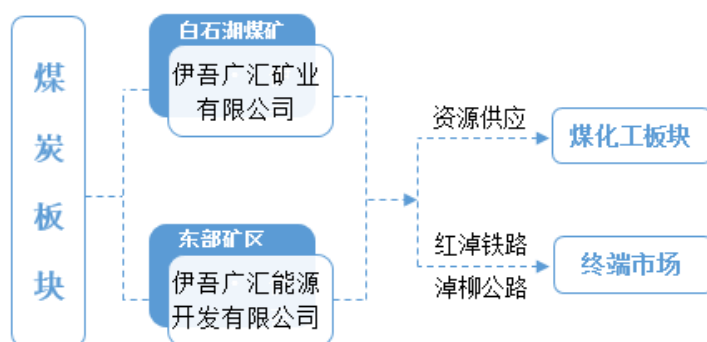 煤炭板块
白石湖煤矿
伊吾广汇矿业
有限公司
东部矿区
伊吾广汇能源
开发有限公司
资源供应
煤化工板块
红淖铁路
淖柳公路
终端市场